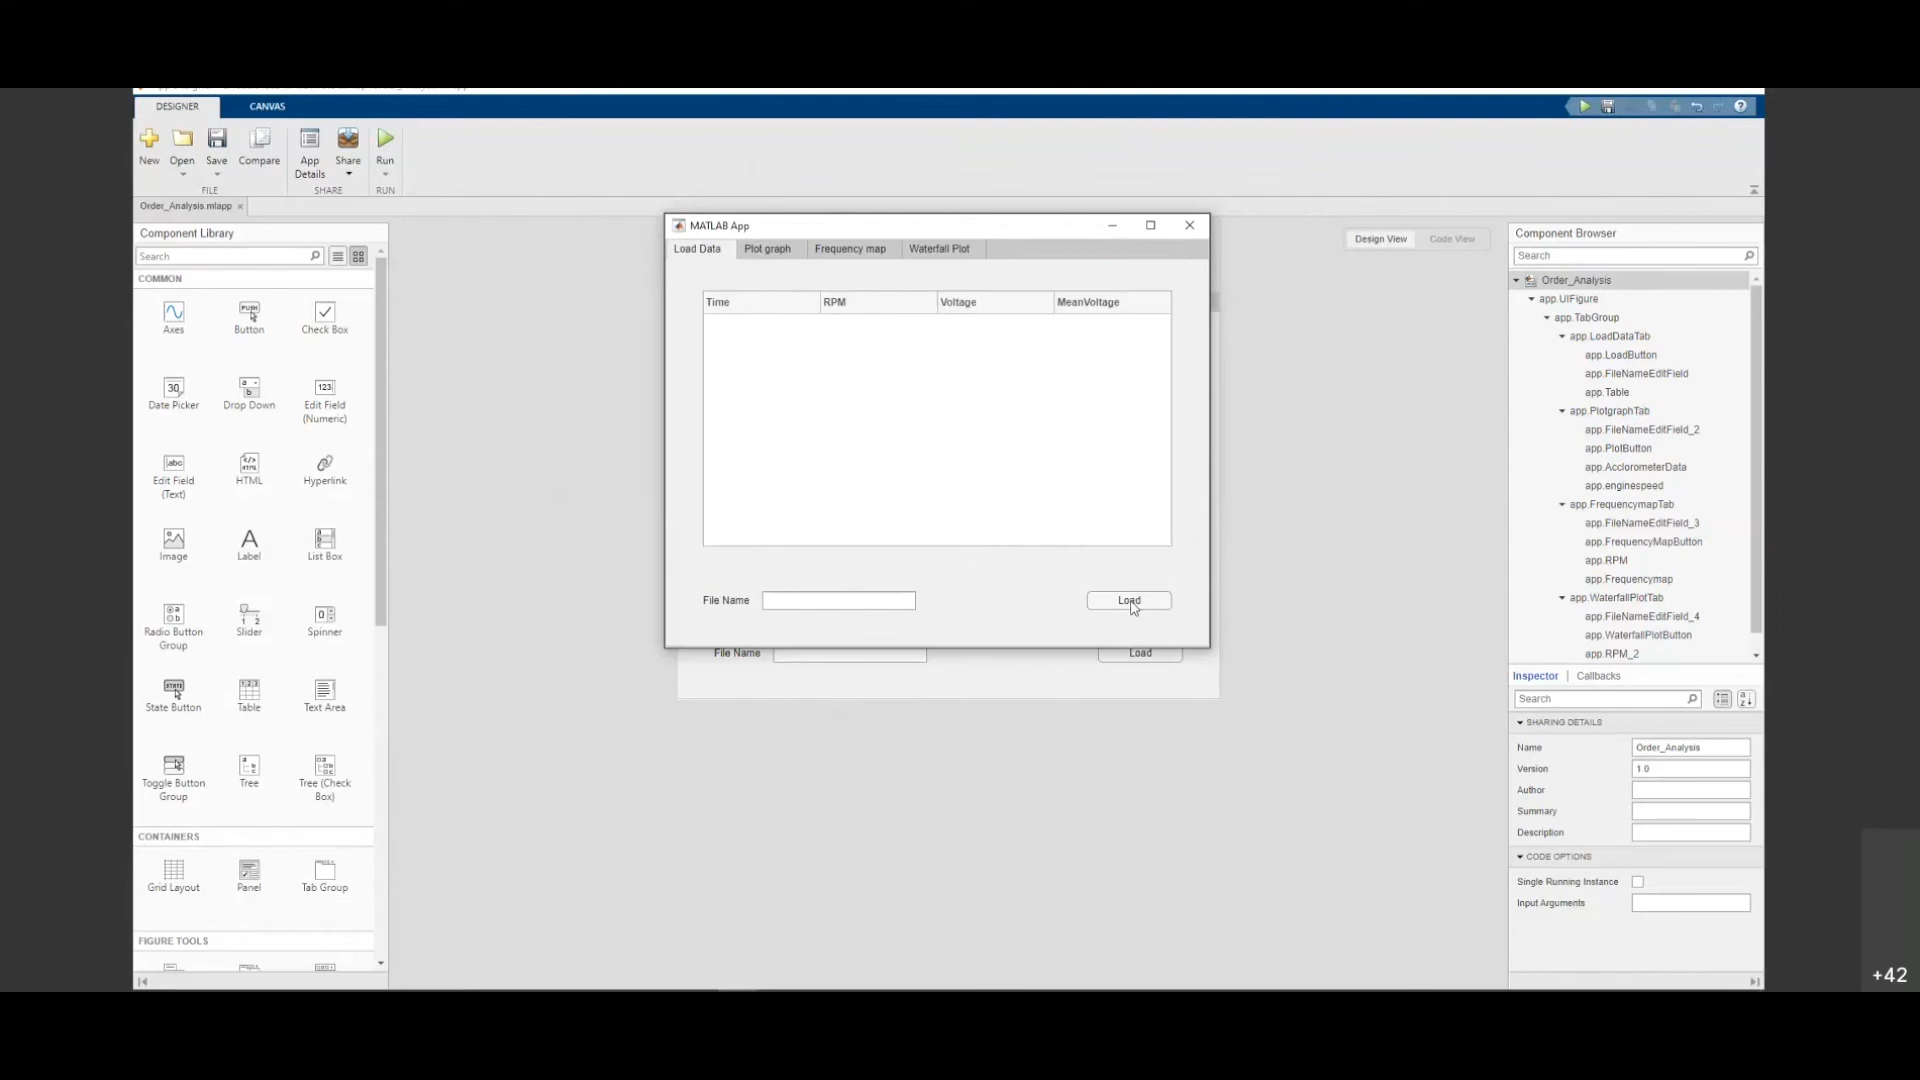 DESIGNER CANVAS
New Open Save Compare App Details Share Run
FILE SHARE RUN
Order_Analysis.mlapp
Component Library
Search
COMMON
Axes Button Check Box
30 123
Date Picker Drop Down Edit Field (Numeric)
Edit Field (Text) HTML Hyperlink
Image Label List Box
Radio Button Group Slider Spinner
State Button Table Text Area
Toggle Button Group Tree Tree (Check Box)
CONTAINERS
Grid Layout Panel Tab Group
FIGURE TOOLS
MATLAB App
Load Data Plot graph Frequency map Waterfall Plot
Time RPM Voltage MeanVoltage
File Name Load
File Name Load
Design View Code View
Component Browser
Search
Order_Analysis
app.UIFigure
app.TabGroup
app.LoadDataTab
app.LoadButton
app.FileNameEditField
app.Table
app.PlotgraphTab
app.FileNameEditField_2
app.PlotButton
app.AcclorometerData
app.enginespeed
app.FrequencymapTab
app.FileNameEditField_3
app.FrequencyMapButton
app.RPM
app.Frequencymap
app.WaterfallPlotTab
app.FileNameEditField_4
app.WaterfallPlotButton
app.RPM_2
Inspector Callbacks
Search
SHARING DETAILS
Name Order_Analysis
Version 1.0
Author
Summary
Description
CODE OPTIONS
Single Running Instance
Input Arguments
+42